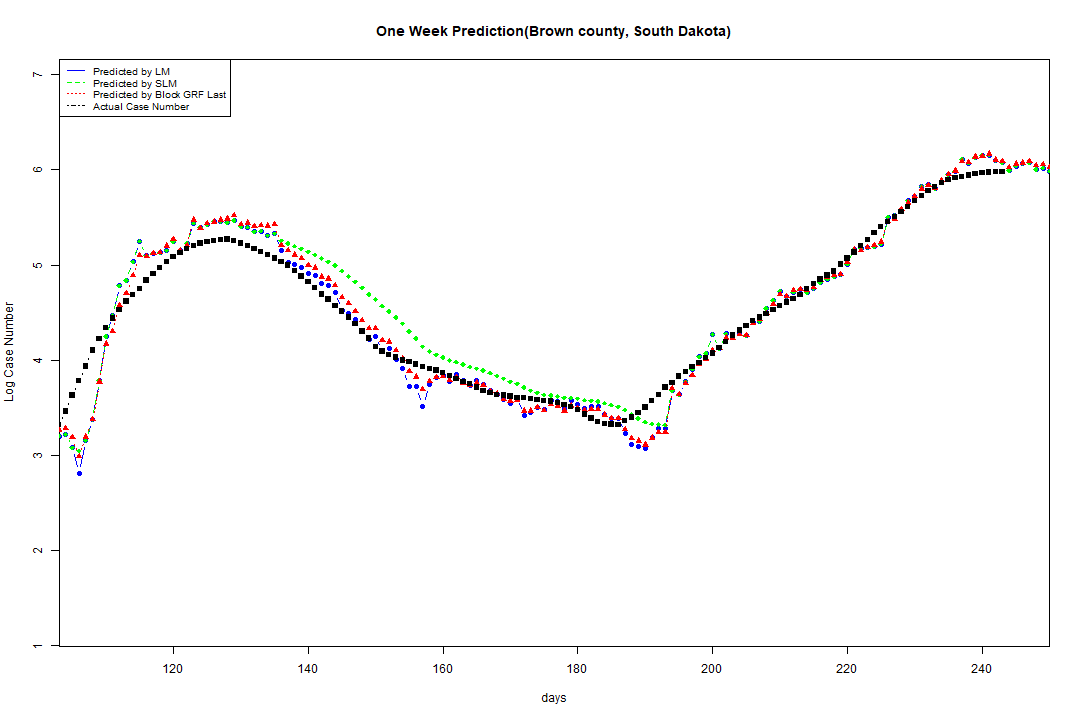 One Week Prediction(Brown county, South Dakota)
Predicted by LM
Predicted by SLM
Predicted by Block GRF Last
Actual Case Number
7
6
5
4
3
2
1
Log Case Number
120 140 160 180 200 220 240
days